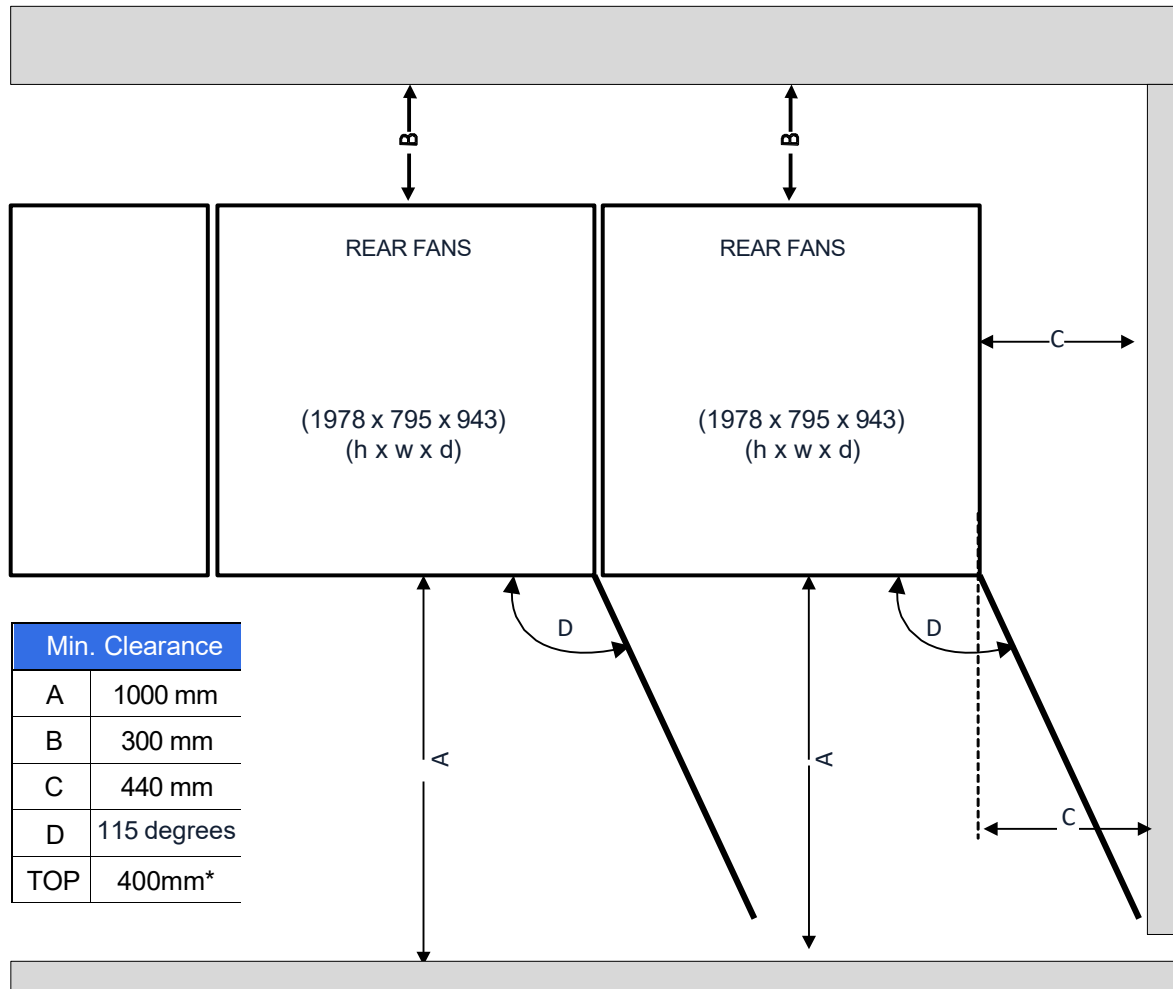 B
B
REAR FANS
REAR FANS
C
(1978 x 795 x 943)
(h x w x d)
(1978 x 795 x 943)
(h x w x d)
D
D
A
A
C
Min. Clearance
A 1000 mm
B 300 mm
C 440 mm
D 115 degrees
TOP 400mm*